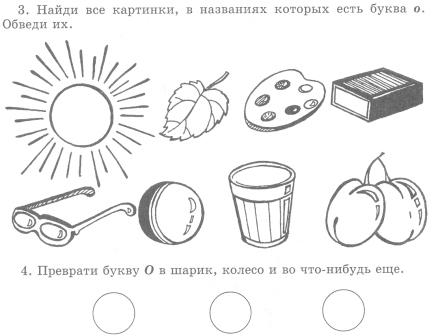 3. Найди все картинки, в названиях которых есть буква о.
Обведи их.
4. Преврати букву О в шарик, колесо и во что-нибудь еще.